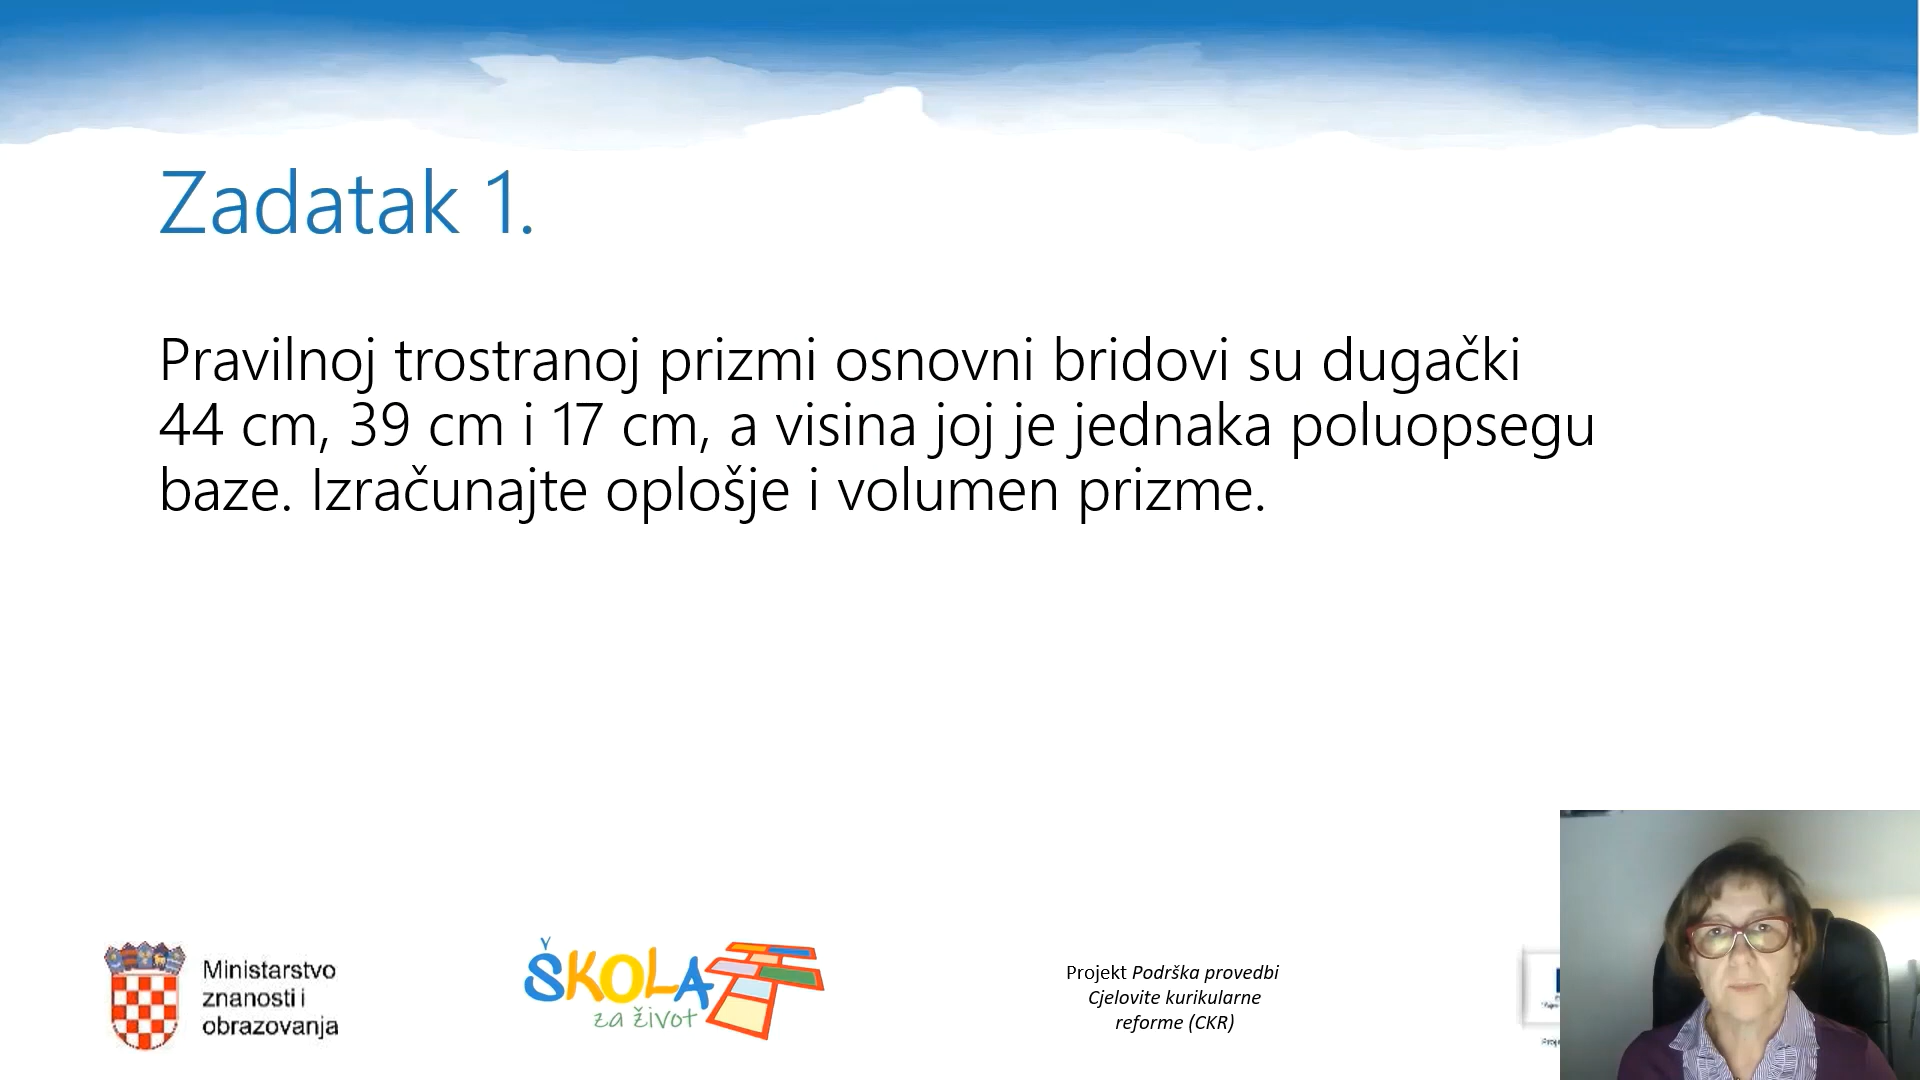 Zadatak 1.
Pravilnoj trostranoj prizmi osnovni bridovi su dugački
44 cm, 39 cm i 17 cm, a visina joj je jednaka poluopsegu
baze. Izračunajte oplošje i volumen prizme.
Ministarstvo
znanosti i
obrazovanja
ŠKOLA
za život
Projekt Podrška provedbi
Cjelovite kurikularne
reforme (CKR)